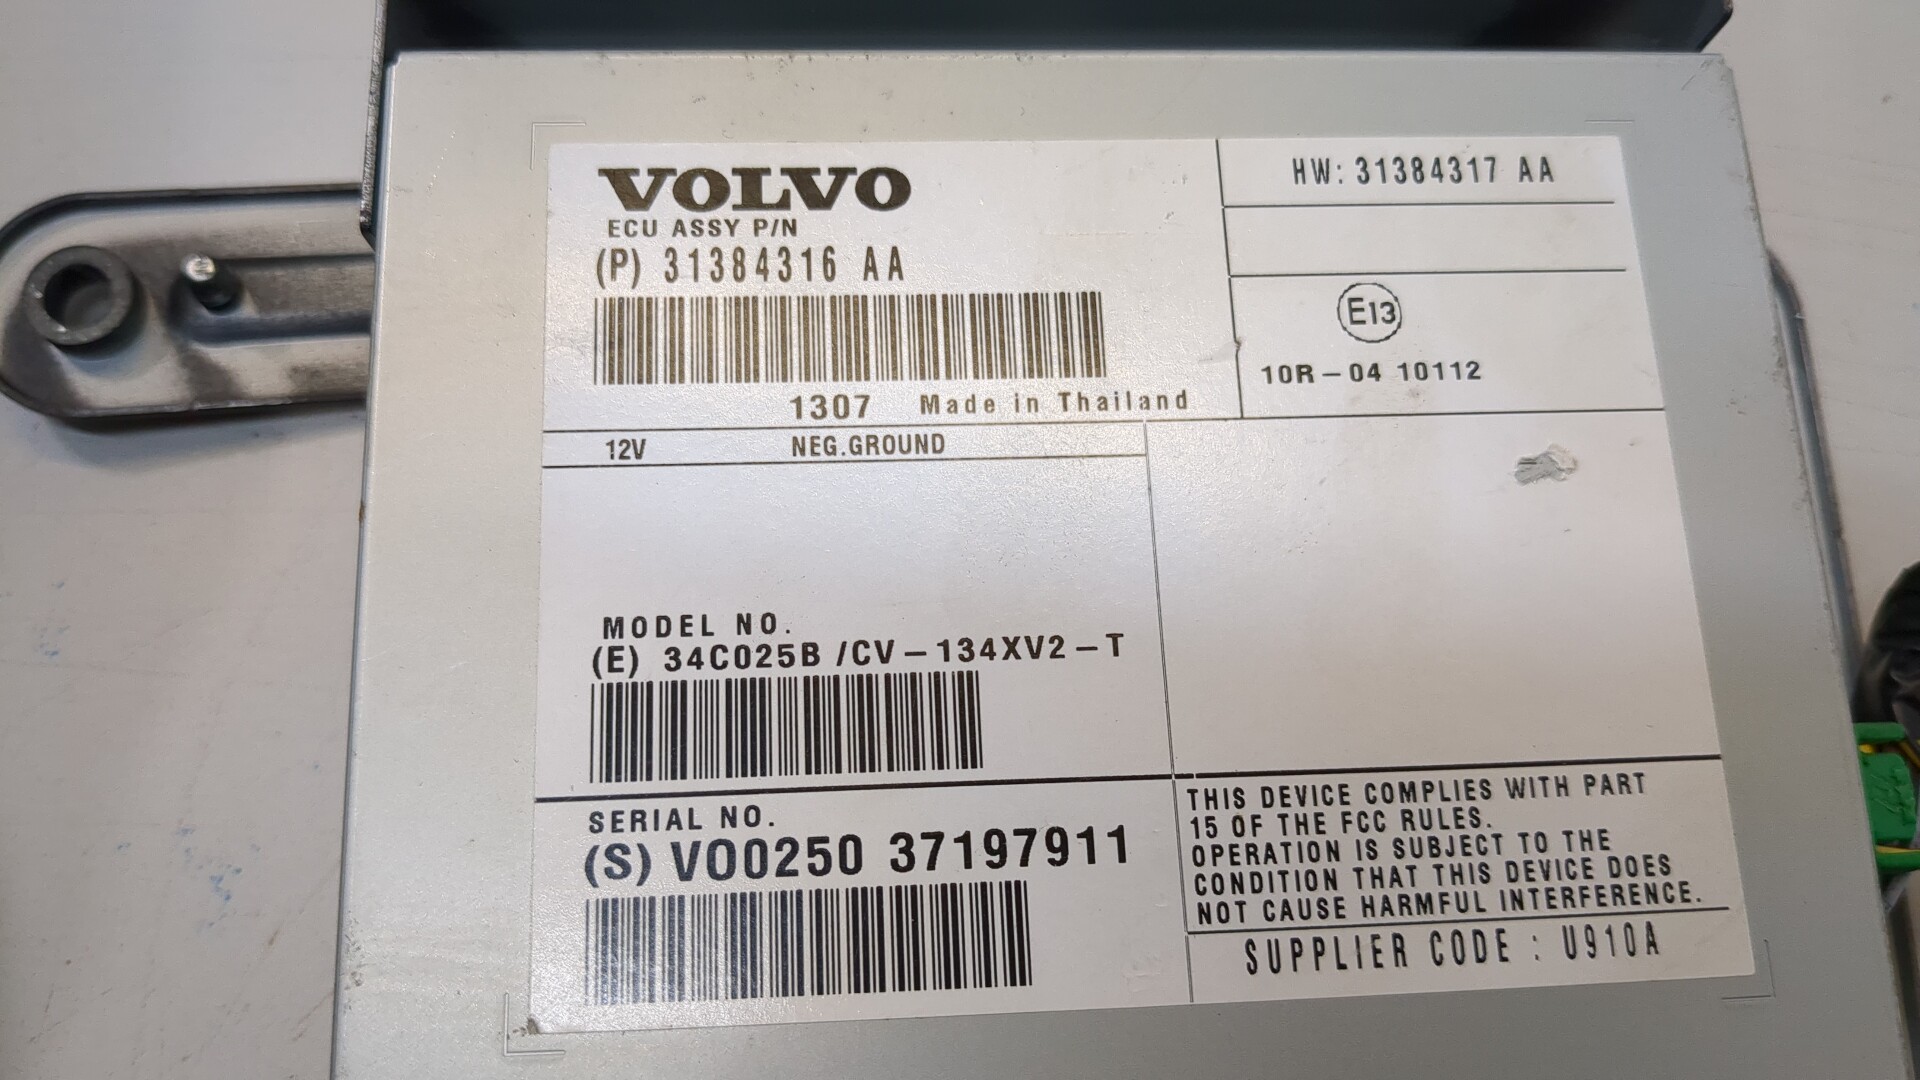 VOLVO
ECU ASSY P/N
(P) 31384316 AA
1307 Made in Thailand
HW: 31384317 AA
E13
10R-04 10112
12V NEG.GROUND
MODEL NO.
(E) 34C025B /CV-134XV2-T
SERIAL NO.
(S) VO0250 37197911
THIS DEVICE COMPLIES WITH PART
15 OF THE FCC RULES.
OPERATION IS SUBJECT TO THE
CONDITION THAT THIS DEVICE DOES
NOT CAUSE HARMFUL INTERFERENCE.
SUPPLIER CODE : U910A